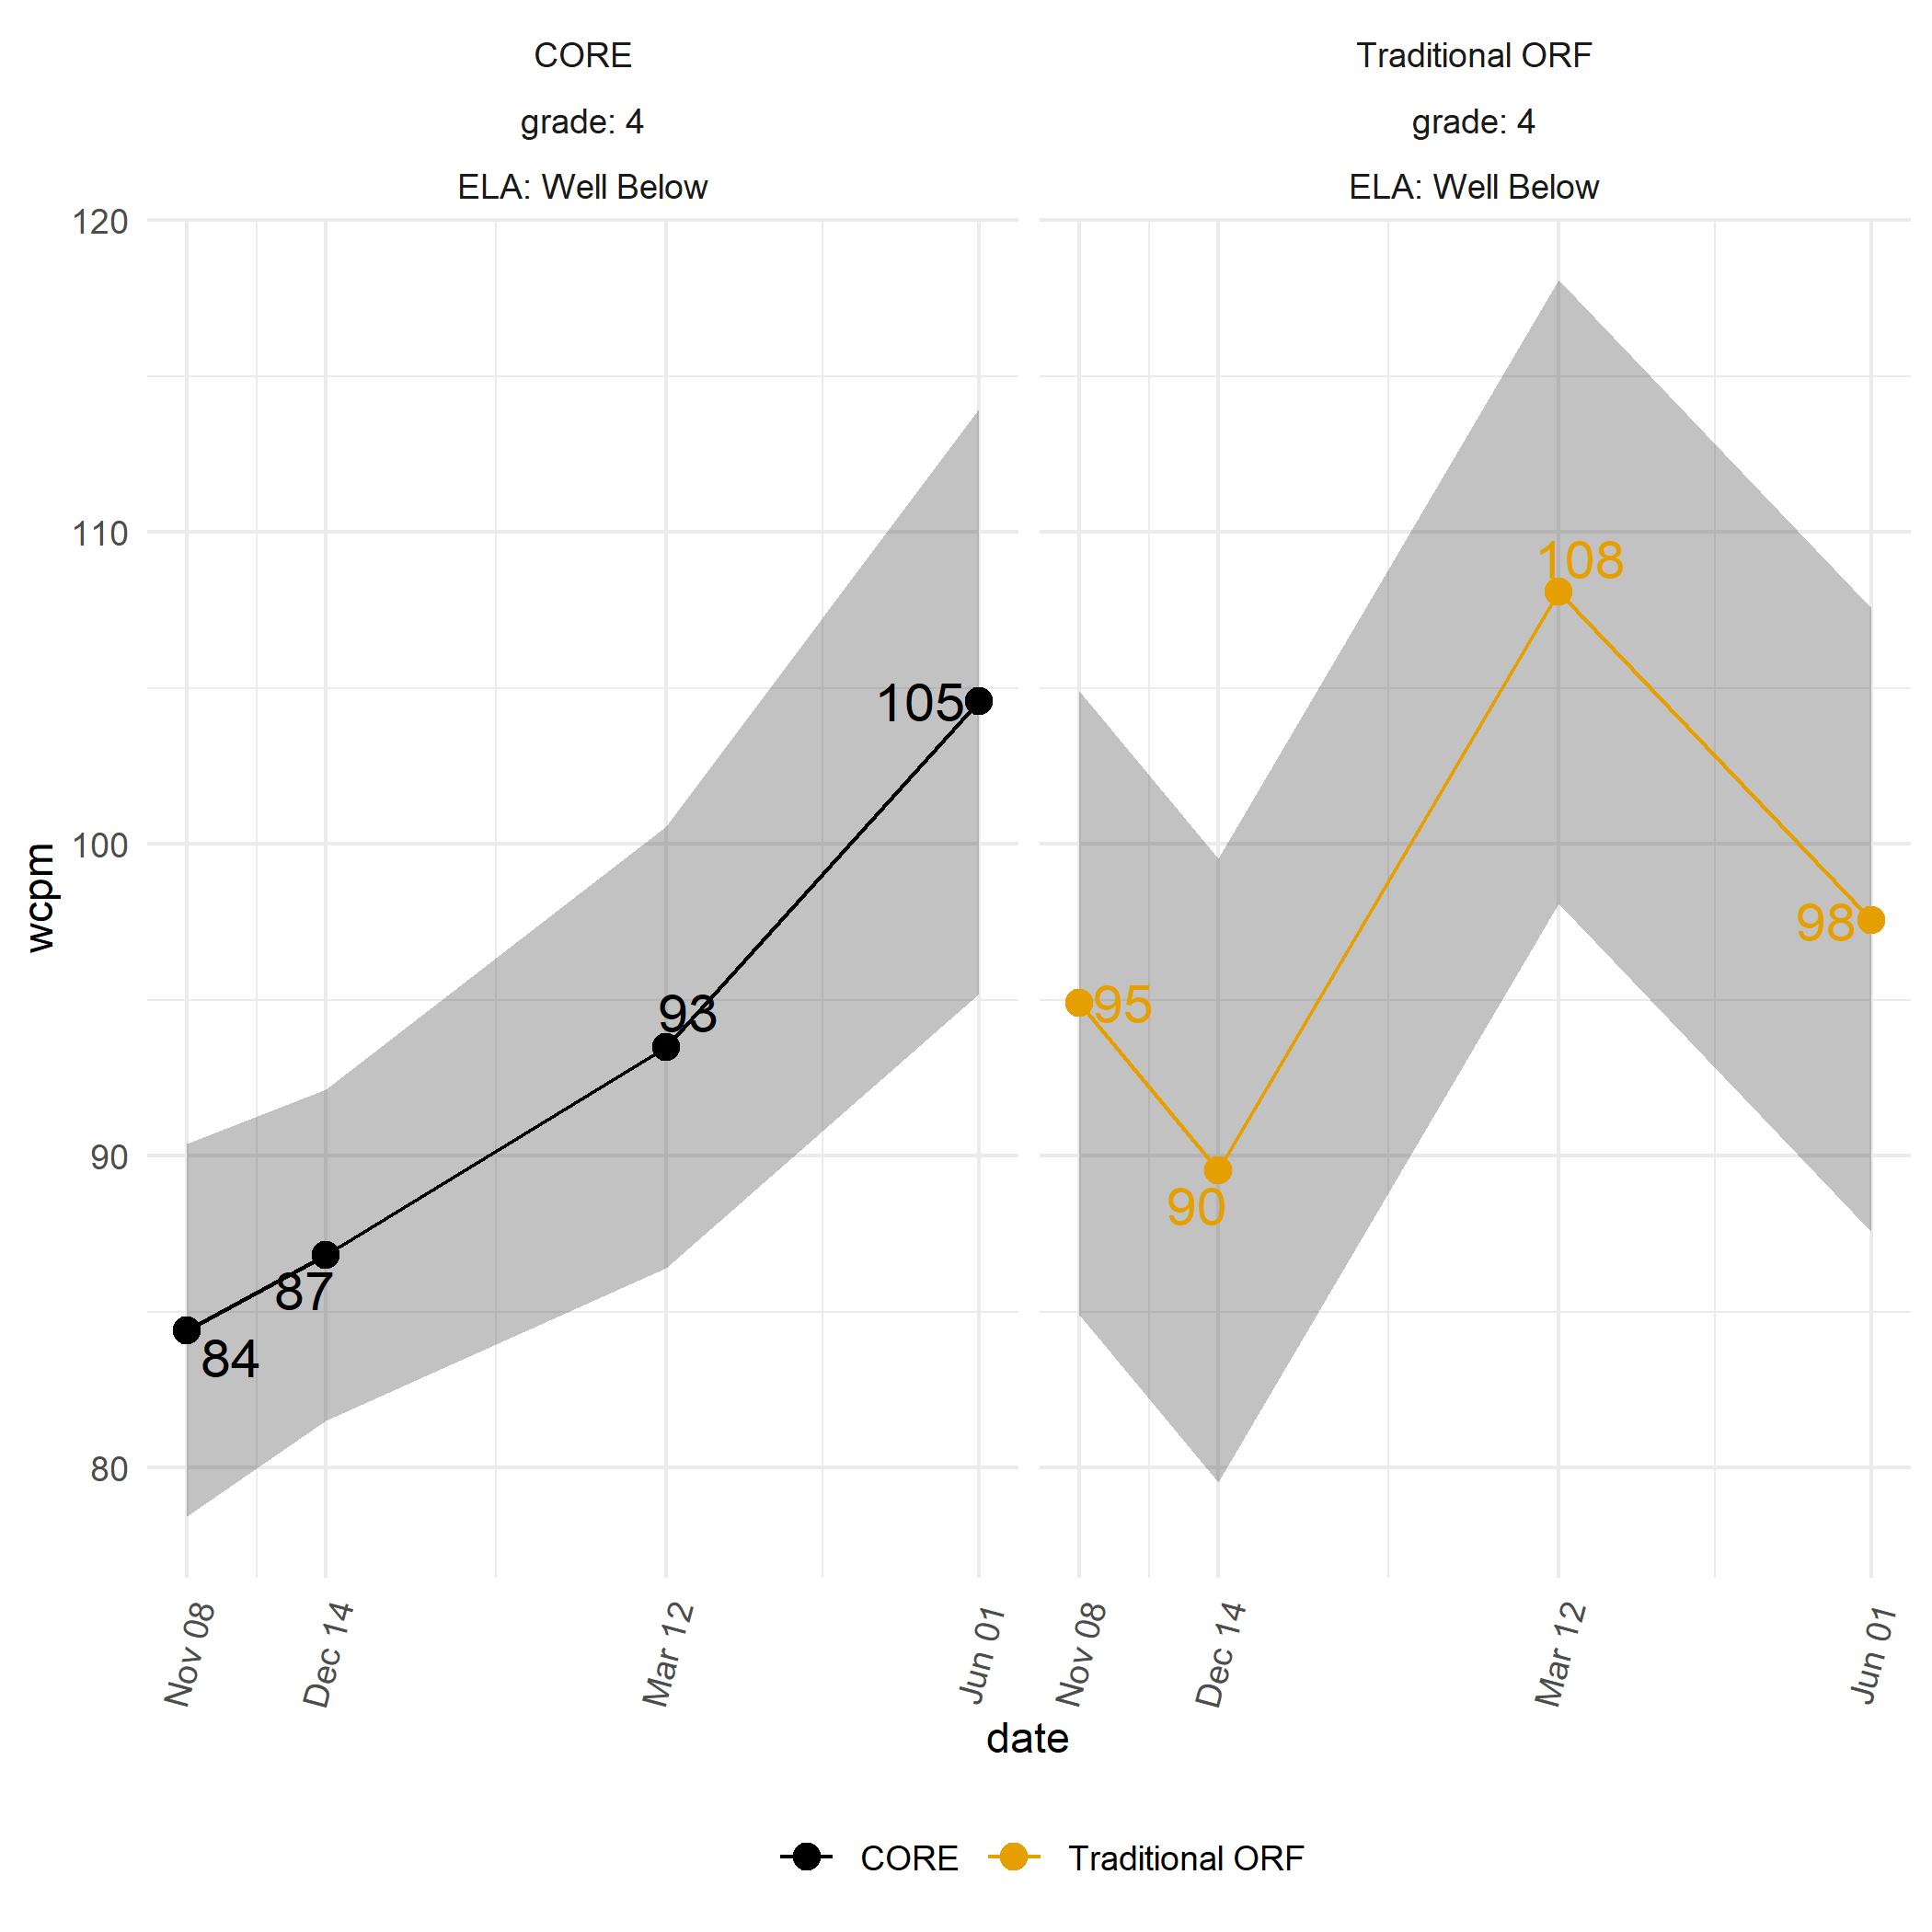 CORE
grade: 4
ELA: Well Below
Traditional ORF
grade: 4
ELA: Well Below
120
110
100
90
80
wcpm
84
87
93
105
95
90
108
98
Nov 08
Dec 14
Mar 12
Jun 01
Nov 08
Dec 14
Mar 12
Jun 01
date
CORE
Traditional ORF